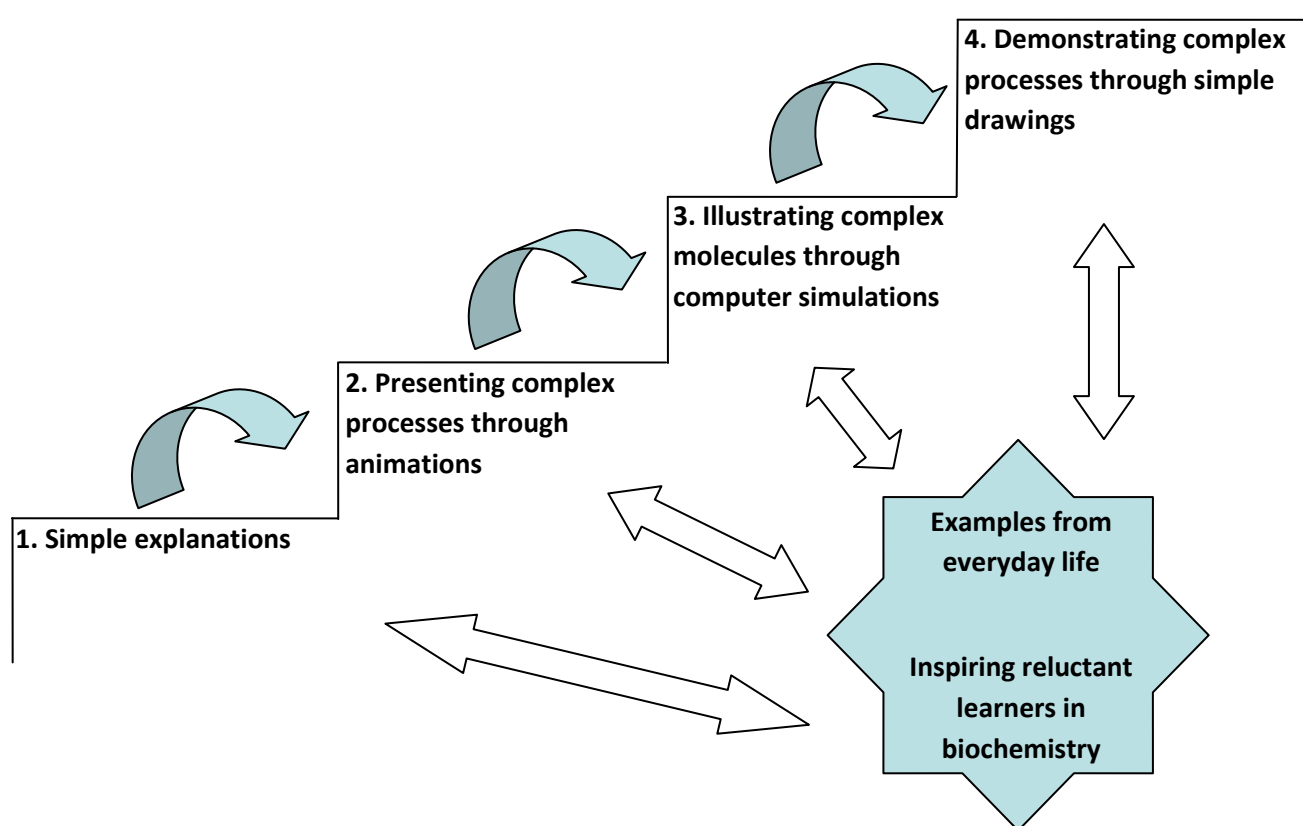 4. Demonstrating complex
processes through simple
drawings
3. Illustrating complex
molecules through
computer simulations
2. Presenting complex
processes through
animations
1. Simple explanations
Examples from
everyday life
Inspiring reluctant
learners in
biochemistry